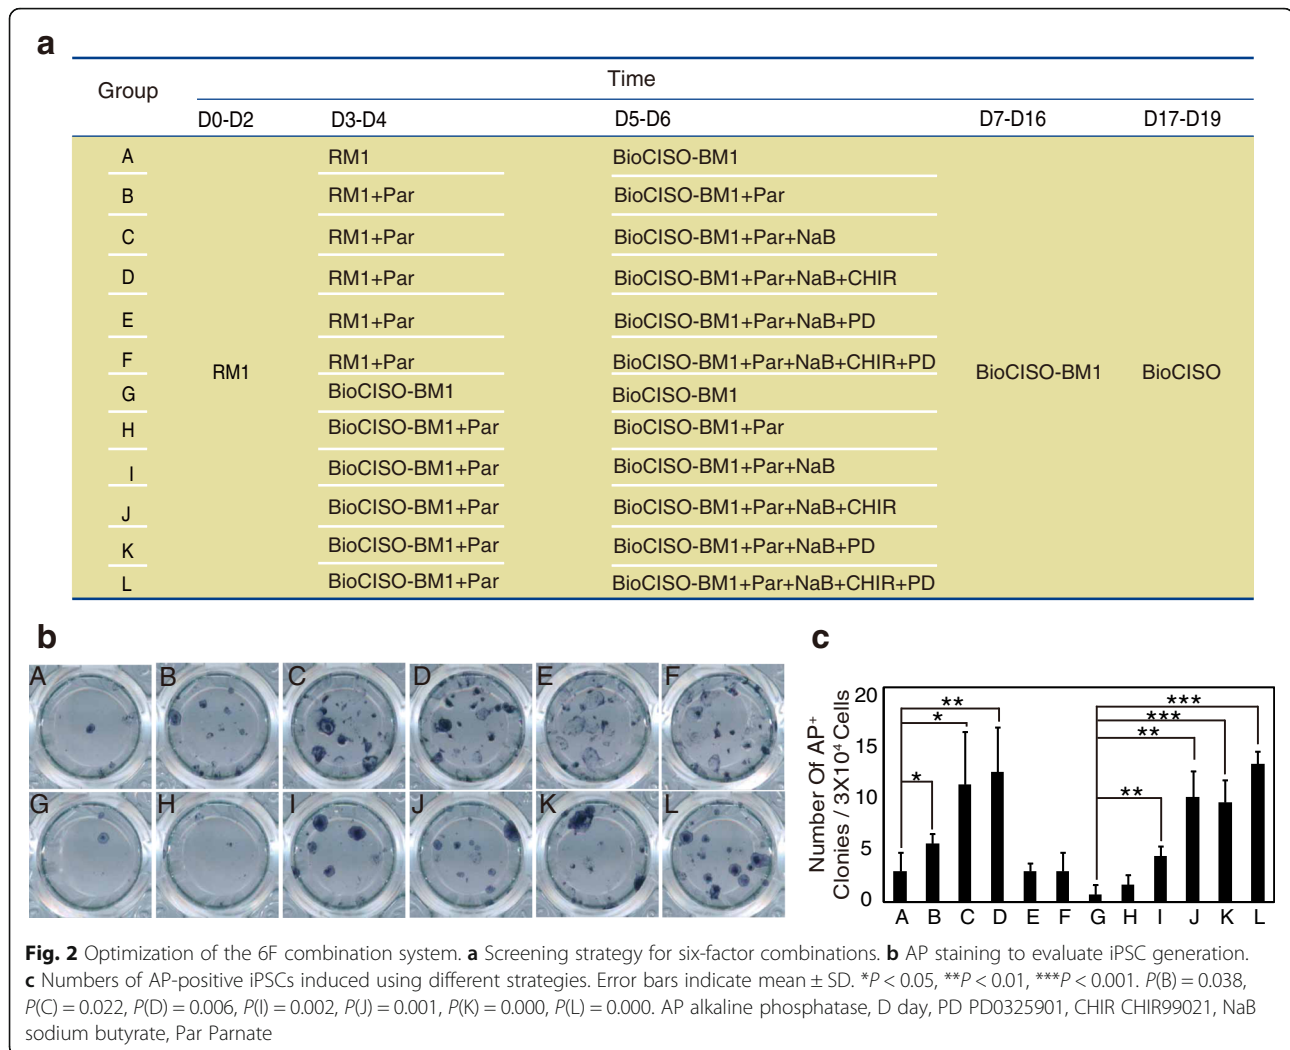 a
Group
Time
D0-D2 D3-D4 D5-D6 D7-D16 D17-D19
A RM1 BioCISO-BM1
B RM1+Par BioCISO-BM1+Par
C RM1+Par BioCISO-BM1+Par+NaB
D RM1+Par BioCISO-BM1+Par+NaB+CHIR
E RM1+Par BioCISO-BM1+Par+NaB+PD
F RM1+Par BioCISO-BM1+Par+NaB+CHIR+PD
RM1 BioCISO-BM1 BioCISO
G BioCISO-BM1 BioCISO-BM1
H BioCISO-BM1+Par BioCISO-BM1+Par
I BioCISO-BM1+Par BioCISO-BM1+Par+NaB
J BioCISO-BM1+Par BioCISO-BM1+Par+NaB+CHIR
K BioCISO-BM1+Par BioCISO-BM1+Par+NaB+PD
L BioCISO-BM1+Par BioCISO-BM1+Par+NaB+CHIR+PD
b
A B C D E F
G H I J K L
c
Number Of AP+
Clonies / 3X10⁴ Cells
20
15
10
5
0
** * * *** *** ** **
A B C D E F G H I J K L
Fig. 2 Optimization of the 6F combination system. a Screening strategy for six-factor combinations. b AP staining to evaluate iPSC generation.
c Numbers of AP-positive iPSCs induced using different strategies. Error bars indicate mean ± SD. *P < 0.05, **P < 0.01, ***P < 0.001. P(B) = 0.038,
P(C) = 0.022, P(D) = 0.006, P(I) = 0.002, P(J) = 0.001, P(K) = 0.000, P(L) = 0.000. AP alkaline phosphatase, D day, PD PD0325901, CHIR CHIR99021, NaB
sodium butyrate, Par Parnate